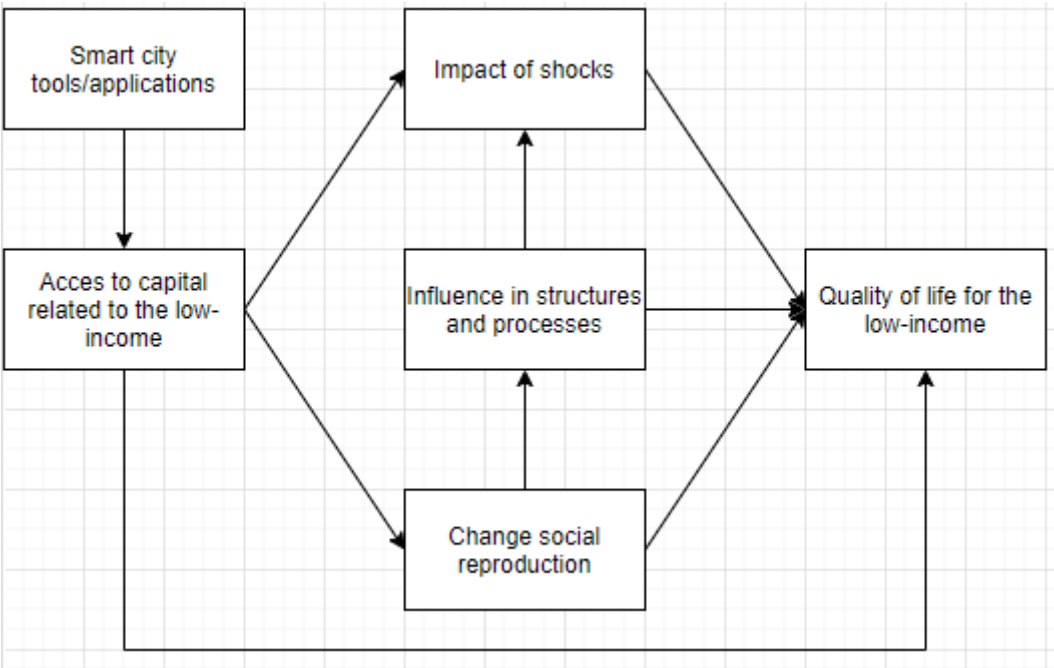 Smart city
tools/applications
Impact of shocks
Acces to capital
related to the low-
income
Influence in structures
and processes
Quality of life for the
low-income
Change social
reproduction